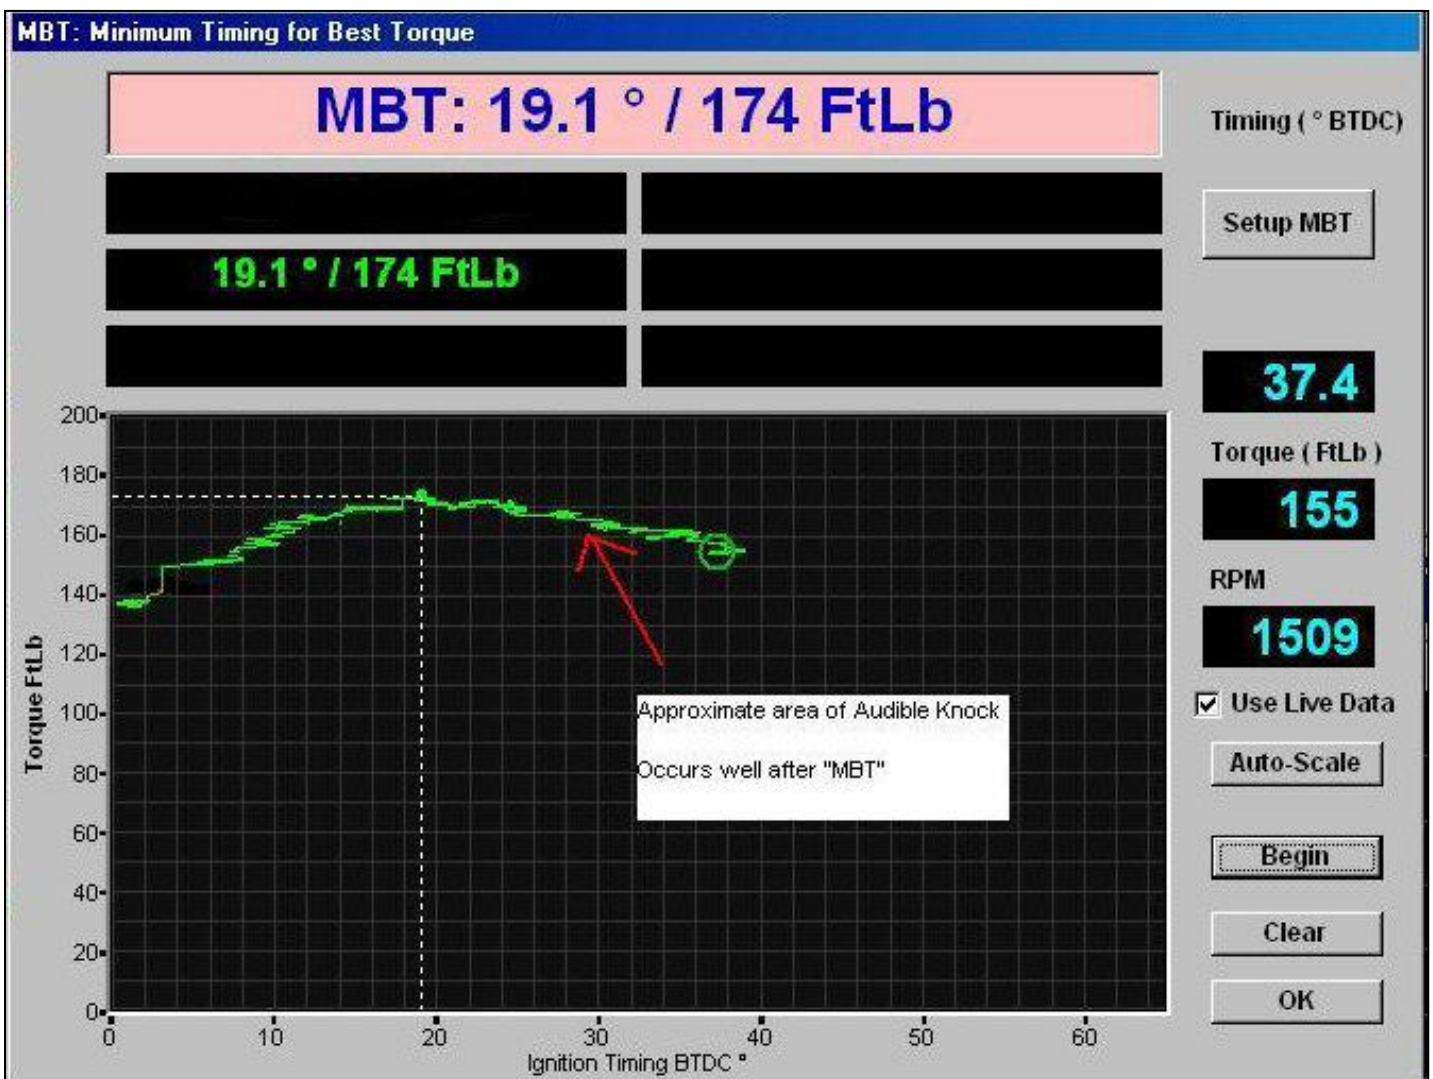 MBT: Minimum Timing for Best Torque
MBT: 19.1 ° / 174 FtLb
Timing ( ° BTDC)
Setup MBT
19.1 ° / 174 FtLb
37.4
Torque ( FtLb )
155
RPM
1509
Use Live Data
Auto-Scale
Begin
Clear
OK
Torque FtLb
200
180
160
140
120
100
80
60
40
20
0
Approximate area of Audible Knock
Occurs well after "MBT"
0 10 20 30 40 50 60
Ignition Timing BTDC °